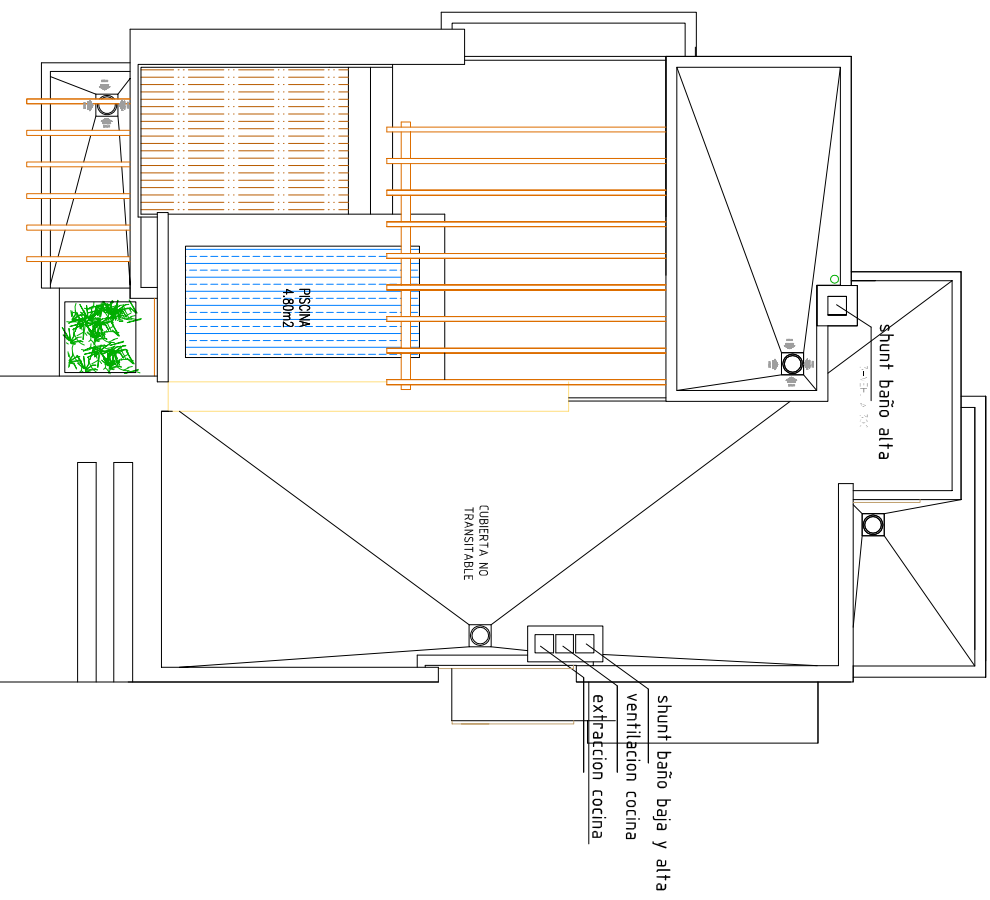 PISCINA
4.80m2
shunt baño alta
CUBIERTA NO
TRANSITABLE
shunt baño baja y alta
ventilacion cocina
extraccion cocina